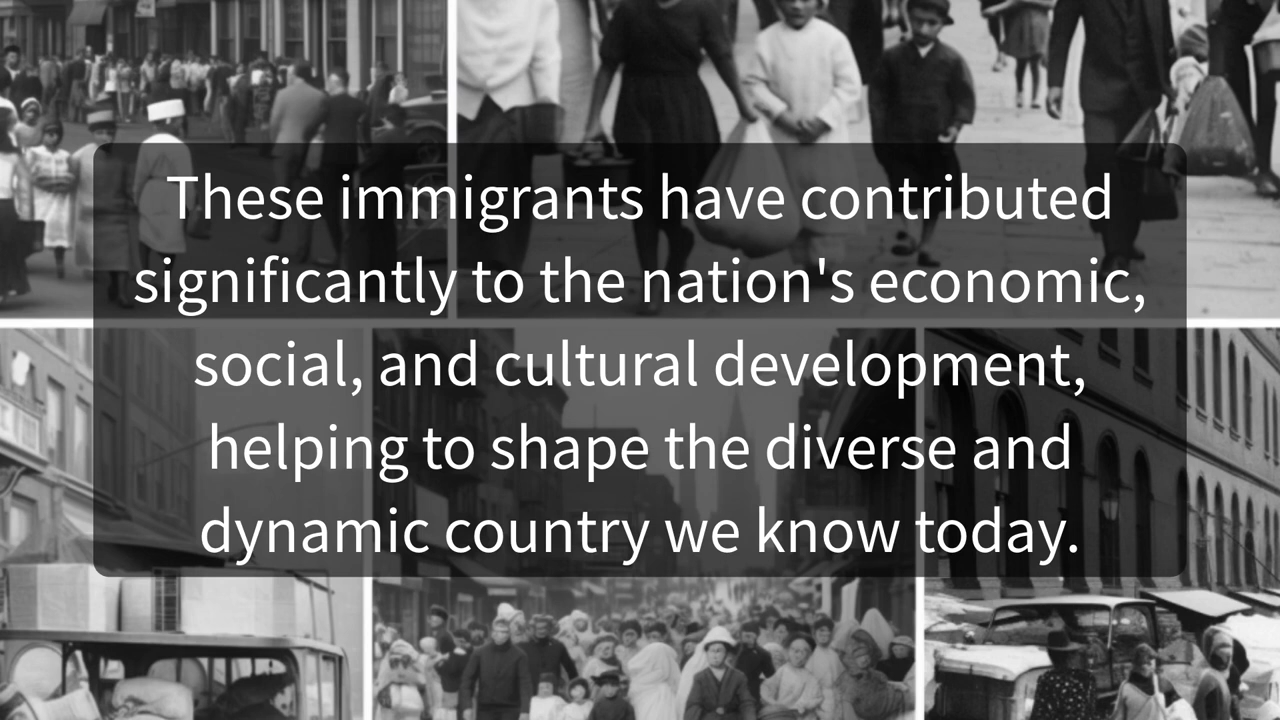 These immigrants have contributed
significantly to the nation's economic,
social, and cultural development,
helping to shape the diverse and
dynamic country we know today.